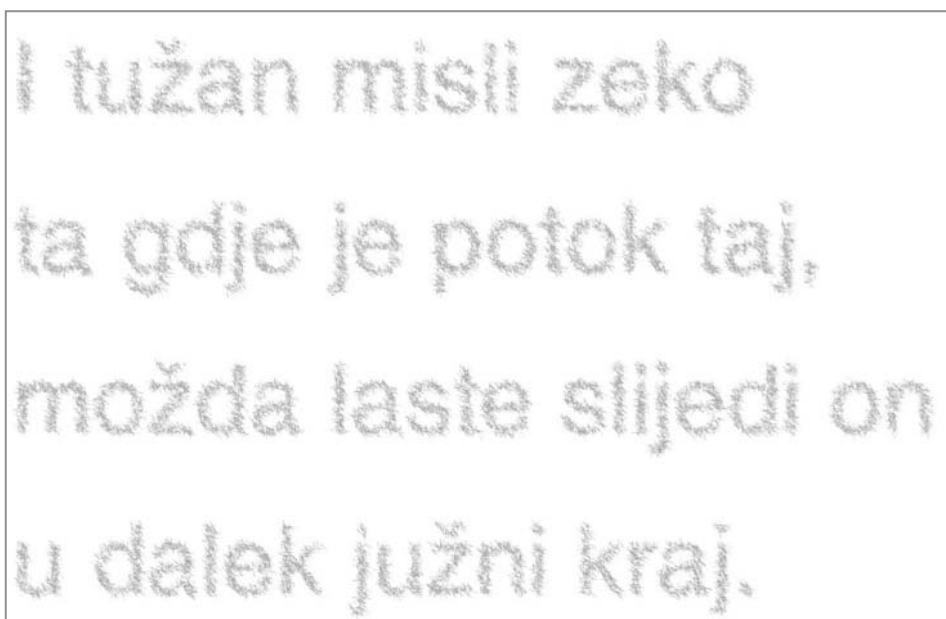 I tužan misli zeko
ta gdje je potok taj,
možda laste slijedi on
u dalek južni kraj.